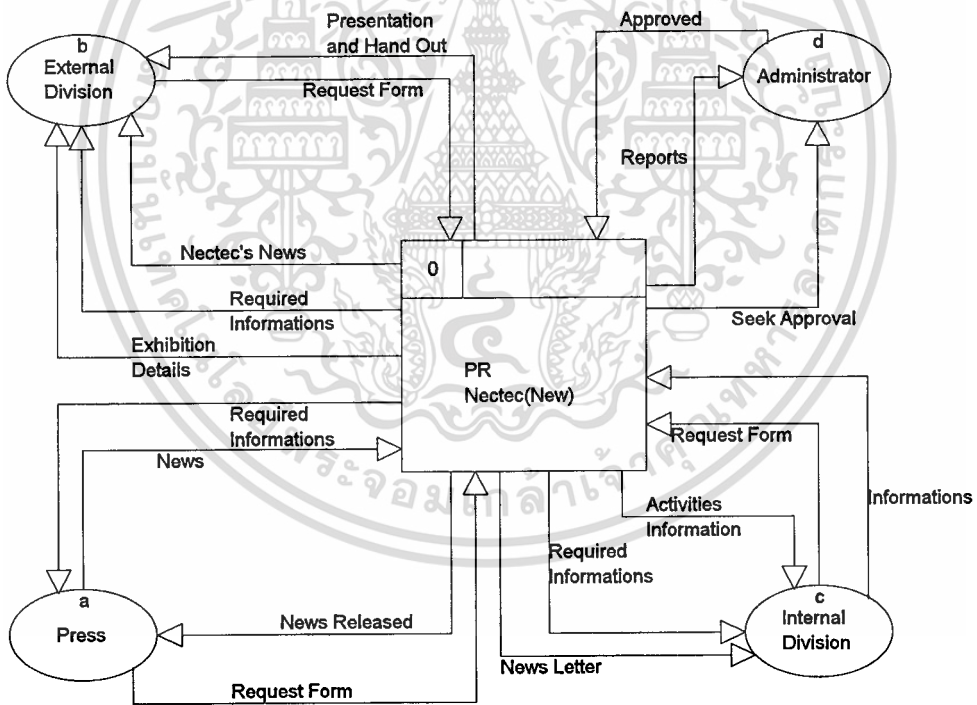 Presentation
and Hand Out
Approved
b
External
Division
d
Administrator
Request Form
Reports
Nectec's News
0
Required
Informations
Seek Approval
Exhibition
Details
PR
Nectec(New)
Required
Informations
Request Form
News
Informations
Activities
Information
Required
Informations
a
Press
c
Internal
Division
News Released
News Letter
Request Form